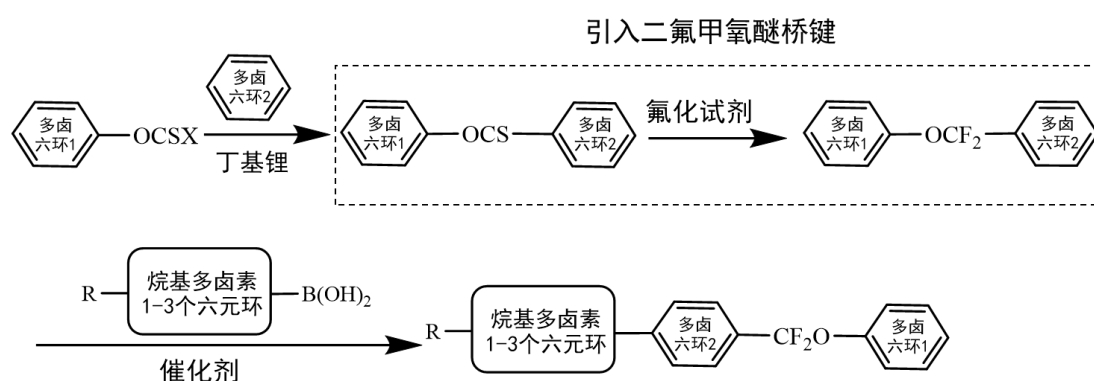 引入二氟甲氧醚桥键
多卤
六环1
OCSX
多卤
六环2
丁基锂
多卤
六环1
OCS
多卤
六环2
氟化试剂
多卤
六环1
OCF2
多卤
六环2
R
烷基多卤素
1-3个六元环
B(OH)2
催化剂
R
烷基多卤素
1-3个六元环
多卤
六环2
CF2O
多卤
六环1